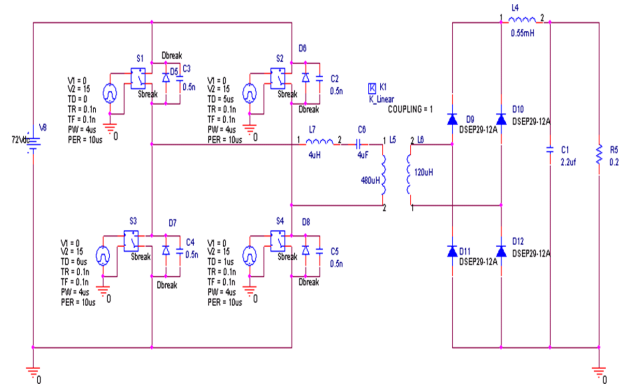 L4
1
2
0.55mH
S1
Dbreak
D5
C3
0.5n
Sbreak
V1 = 0
V2 = 15
TD = 0
TR = 0.1n
TF = 0.1n
PW = 4us
PER = 10us
0
D6
S2
C2
0.5n
Sbreak
Dbreak
V1 = 0
V2 = 15
TD = 5us
TR = 0.1n
TF = 0.1n
PW = 4us
PER = 10us
0
K K1
K_Linear
COUPLING = 1
D9
DSEP29-12A
D10
DSEP29-12A
V8
L7
1
2
4uH
C6
4uF
L5
1
480uH
2
L6
2
120uH
1
C1
2.2uf
R5
0.2
S3
D7
C4
0.5n
Sbreak
Dbreak
V1 = 0
V2 = 15
TD = 6us
TR = 0.1n
TF = 0.1n
PW = 4us
PER = 10us
0
S4
D8
C5
0.5n
Sbreak
Dbreak
V1 = 0
V2 = 15
TD = 1us
TR = 0.1n
TF = 0.1n
PW = 4us
PER = 10us
0
D11
DSEP29-12A
D12
DSEP29-12A
0
0